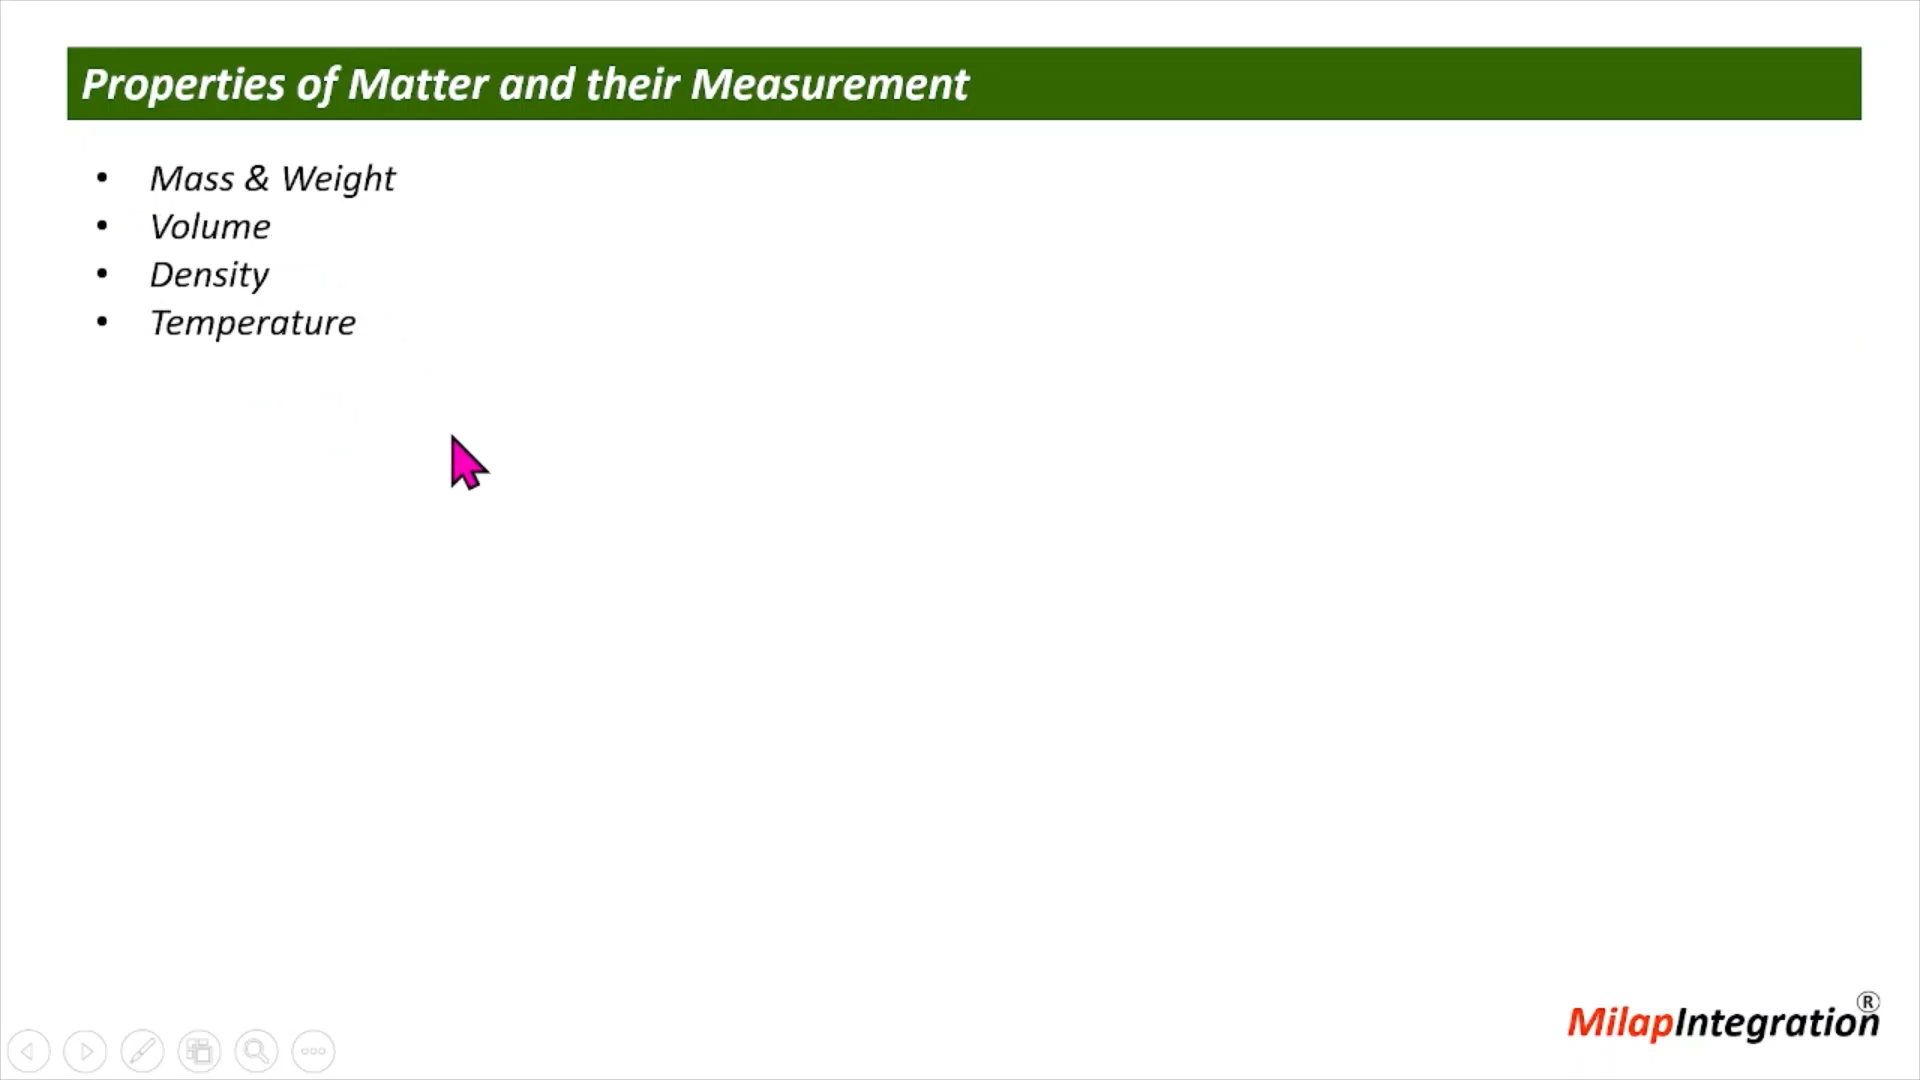 Properties of Matter and their Measurement
• Mass & Weight
• Volume
• Density
• Temperature
MilapIntegration®